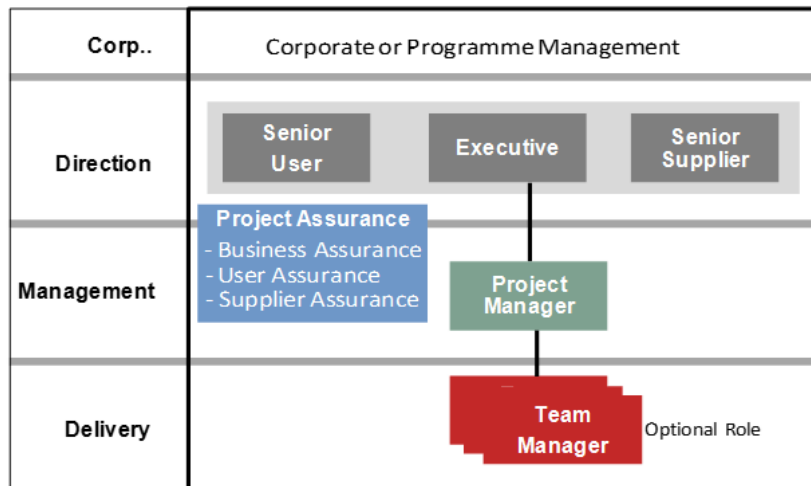 Corp..
Corporate or Programme Management
Direction
Senior
User
Executive
Senior
Supplier
Project Assurance
- Business Assurance
- User Assurance
- Supplier Assurance
Management
Project
Manager
Delivery
Team
Manager
Optional Role